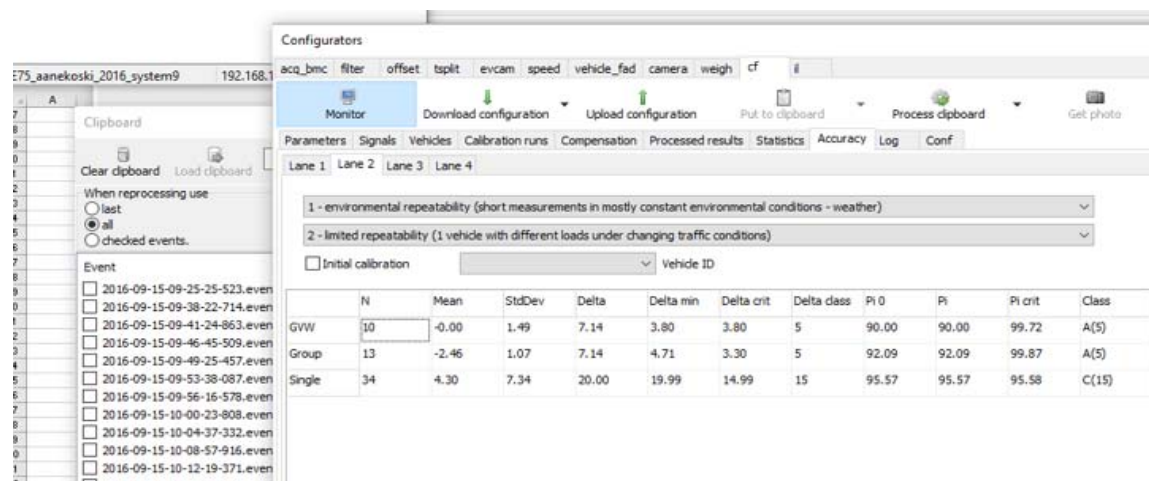 Configurators
E75_aanekoski_2016_system9 192.168.1
acq_bmc filter offset tsplit evcam speed vehicle_fad camera weigh cf il
Monitor Download configuration Upload configuration Put to clipboard Process clipboard Get photo
A
Clipboard
Clear clipboard Load clipboard
When reprocessing use
last
all
checked events.
Event
2016-09-15-09-25-25-523.even
2016-09-15-09-38-22-714.even
2016-09-15-09-41-24-863.even
2016-09-15-09-46-45-509.even
2016-09-15-09-49-25-457.even
2016-09-15-09-53-38-087.even
2016-09-15-09-56-16-578.even
2016-09-15-10-00-23-808.even
2016-09-15-10-04-37-332.even
2016-09-15-10-08-57-916.even
2016-09-15-10-12-19-371.even
Parameters Signals Vehicles Calibration runs Compensation Processed results Statistics Accuracy Log Conf
Lane 1 Lane 2 Lane 3 Lane 4
1 - environmental repeatability (short measurements in mostly constant environmental conditions - weather)
2 - limited repeatability (1 vehicle with different loads under changing traffic conditions)
Initial calibration Vehicle ID
N Mean StdDev Delta Delta min Delta crit Delta class Pi 0 Pi Pi crit Class
GVW 10 -0.00 1.49 7.14 3.80 3.80 5 90.00 90.00 99.72 A(5)
Group 13 -2.46 1.07 7.14 4.71 3.30 5 92.09 92.09 99.87 A(5)
Single 34 4.30 7.34 20.00 19.99 14.99 15 95.57 95.57 95.58 C(15)